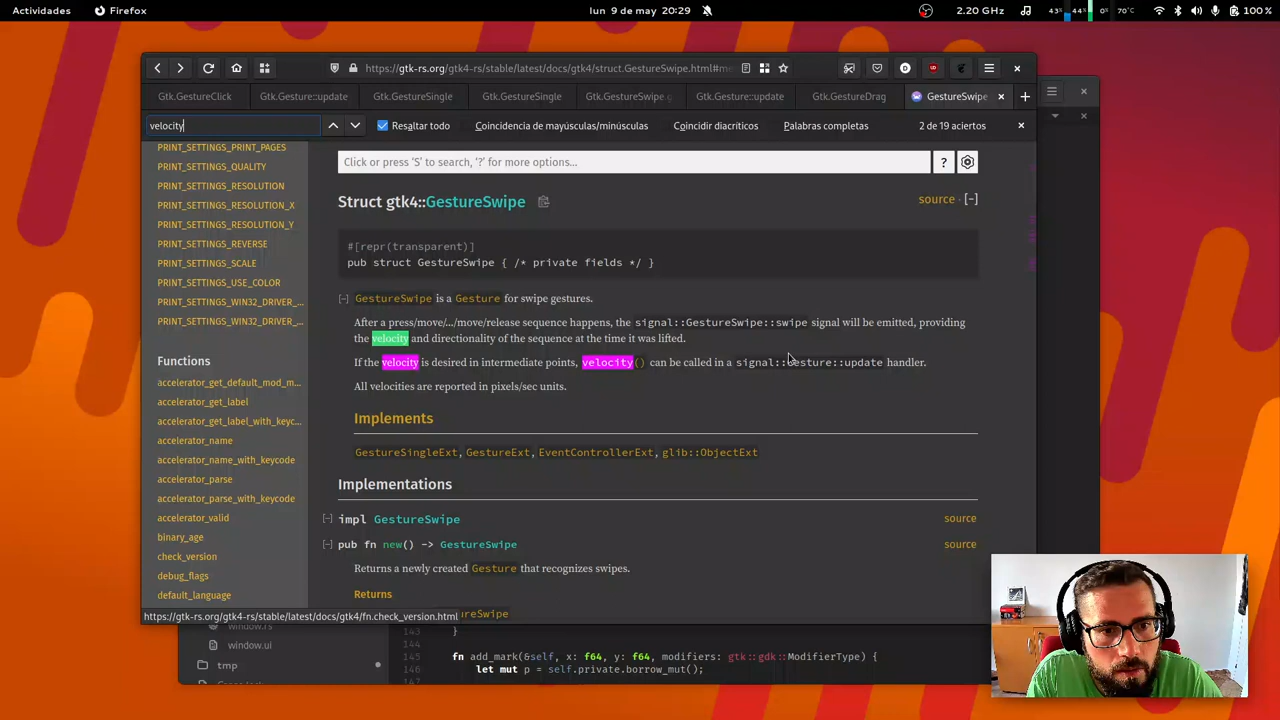 Actividades
Firefox
lun 9 de may 20:29
2.20 GHz
43%
44%
0%
70°C
100 %
https://gtk-rs.org/gtk4-rs/stable/latest/docs/gtk4/struct.GestureSwipe.html#me
Gtk.GestureClick
Gtk.Gesture::update
Gtk.GestureSingle
Gtk.GestureSingle
Gtk.GestureSwipe.g
Gtk.Gesture::update
Gtk.GestureDrag
GestureSwipe
velocity
Resaltar todo
Coincidencia de mayúsculas/minúsculas
Coincidir diacríticos
Palabras completas
2 de 19 aciertos
PRINT_SETTINGS_PRINT_PAGES
PRINT_SETTINGS_QUALITY
PRINT_SETTINGS_RESOLUTION
PRINT_SETTINGS_RESOLUTION_X
PRINT_SETTINGS_RESOLUTION_Y
PRINT_SETTINGS_REVERSE
PRINT_SETTINGS_SCALE
PRINT_SETTINGS_USE_COLOR
PRINT_SETTINGS_WIN32_DRIVER_...
PRINT_SETTINGS_WIN32_DRIVER_...
Functions
accelerator_get_default_mod_m...
accelerator_get_label
accelerator_get_label_with_keyc...
accelerator_name
accelerator_name_with_keycode
accelerator_parse
accelerator_parse_with_keycode
accelerator_valid
binary_age
check_version
debug_flags
default_language
Click or press 'S' to search, '?' for more options...
?
Struct gtk4::GestureSwipe
source · [-]
#[repr(transparent)]
pub struct GestureSwipe { /* private fields */ }
[-] GestureSwipe is a Gesture for swipe gestures.
After a press/move/.../move/release sequence happens, the signal::GestureSwipe::swipe signal will be emitted, providing
the velocity and directionality of the sequence at the time it was lifted.
If the velocity is desired in intermediate points, velocity() can be called in a signal::Gesture::update handler.
All velocities are reported in pixels/sec units.
Implements
GestureSingleExt, GestureExt, EventControllerExt, glib::ObjectExt
Implementations
[-] impl GestureSwipe
source
[-] pub fn new() -> GestureSwipe
source
Returns a newly created Gesture that recognizes swipes.
Returns
https://gtk-rs.org/gtk4-rs/stable/latest/docs/gtk4/fn.check_version.html
window.ui
tmp
143 }
145 fn add_mark(&self, x: f64, y: f64, modifiers: gtk::gdk::ModifierType) {
146 let mut p = self.private.borrow_mut();